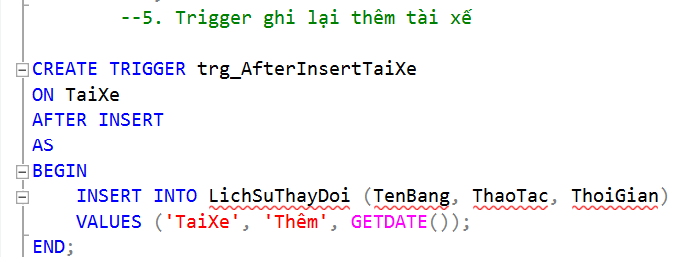 --5. Trigger ghi lại thêm tài xế
CREATE TRIGGER trg_AfterInsertTaiXe
ON TaiXe
AFTER INSERT
AS
BEGIN
INSERT INTO LichSuThayDoi (TenBang, ThaoTac, ThoiGian)
VALUES ('TaiXe', 'Thêm', GETDATE());
END;